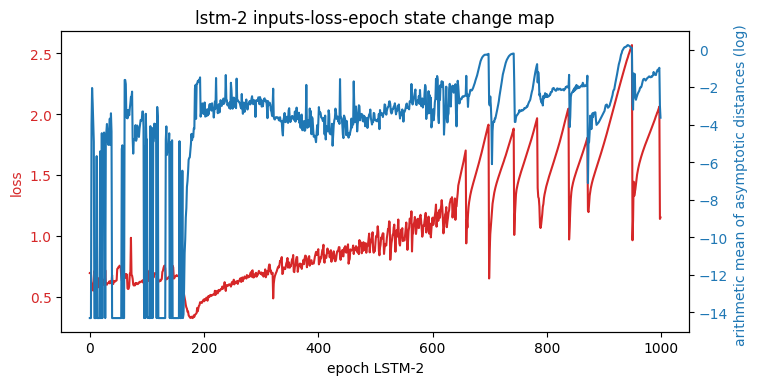 lstm-2 inputs-loss-epoch state change map
2.5
2.0
1.5
1.0
0.5
loss
0
−2
−4
−6
−8
−10
−12
−14
arithmetic mean of asymptotic distances (log)
0 200 400 600 800 1000
epoch LSTM-2